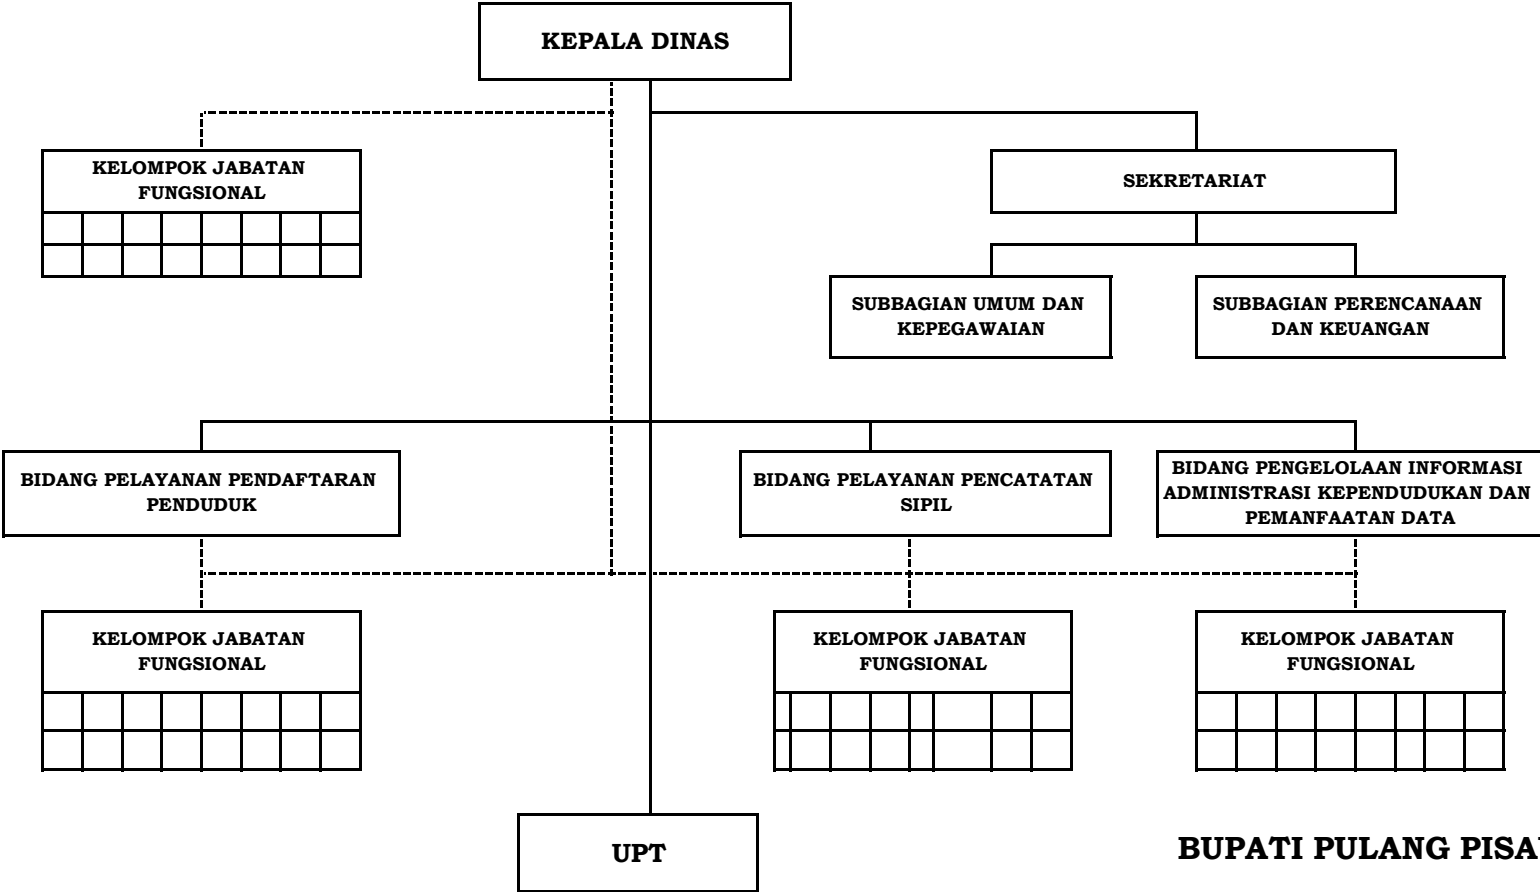 KEPALA DINAS
KELOMPOK JABATAN
FUNGSIONAL
SEKRETARIAT
SUBBAGIAN UMUM DAN
KEPEGAWAIAN
SUBBAGIAN PERENCANAAN
DAN KEUANGAN
BIDANG PELAYANAN PENDAFTARAN
PENDUDUK
BIDANG PELAYANAN PENCATATAN
SIPIL
BIDANG PENGELOLAAN INFORMASI
ADMINISTRASI KEPENDUDUKAN DAN
PEMANFAATAN DATA
KELOMPOK JABATAN
FUNGSIONAL
KELOMPOK JABATAN
FUNGSIONAL
KELOMPOK JABATAN
FUNGSIONAL
UPT
BUPATI PULANG PISA